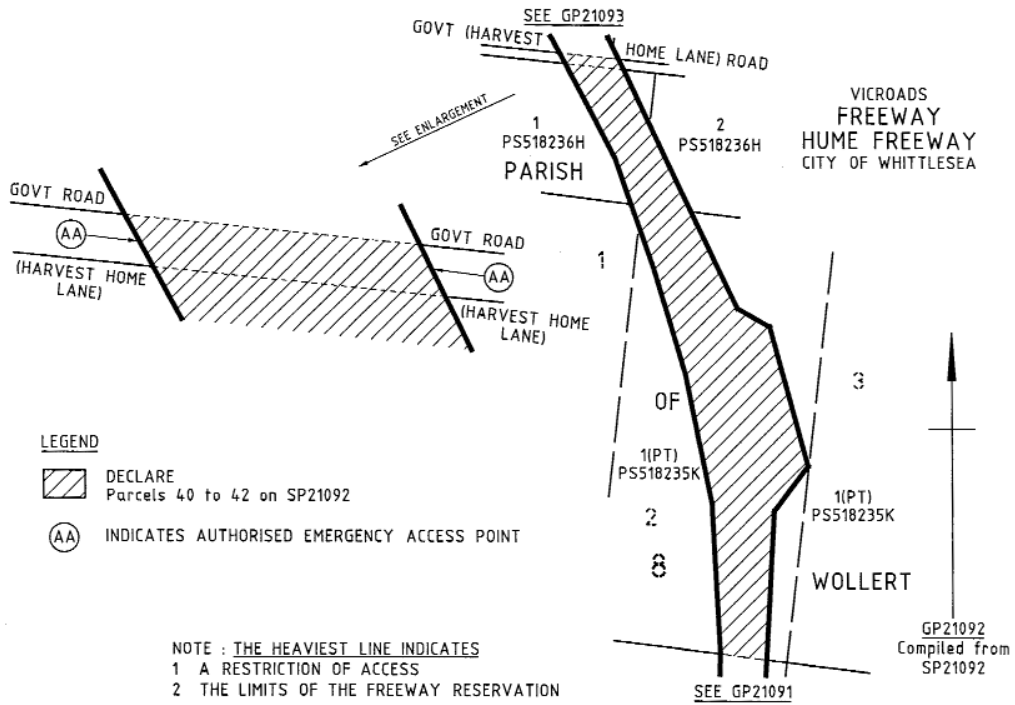 SEE GP21093
GOVT (HARVEST
HOME LANE) ROAD
SEE ENLARGEMENT
1
PS518236H
2
PS518236H
VICROADS
FREEWAY
HUME FREEWAY
CITY OF WHITTLESEA
PARISH
GOVT ROAD
AA
(HARVEST HOME
LANE)
GOVT ROAD
AA
(HARVEST HOME
LANE)
1
3
OF
1(PT)
PS518235K
2
8
1(PT)
PS518235K
WOLLERT
LEGEND
DECLARE
Parcels 40 to 42 on SP21092
AA
INDICATES AUTHORISED EMERGENCY ACCESS POINT
NOTE : THE HEAVIEST LINE INDICATES
1 A RESTRICTION OF ACCESS
2 THE LIMITS OF THE FREEWAY RESERVATION
SEE GP21091
GP21092
Compiled from
SP21092